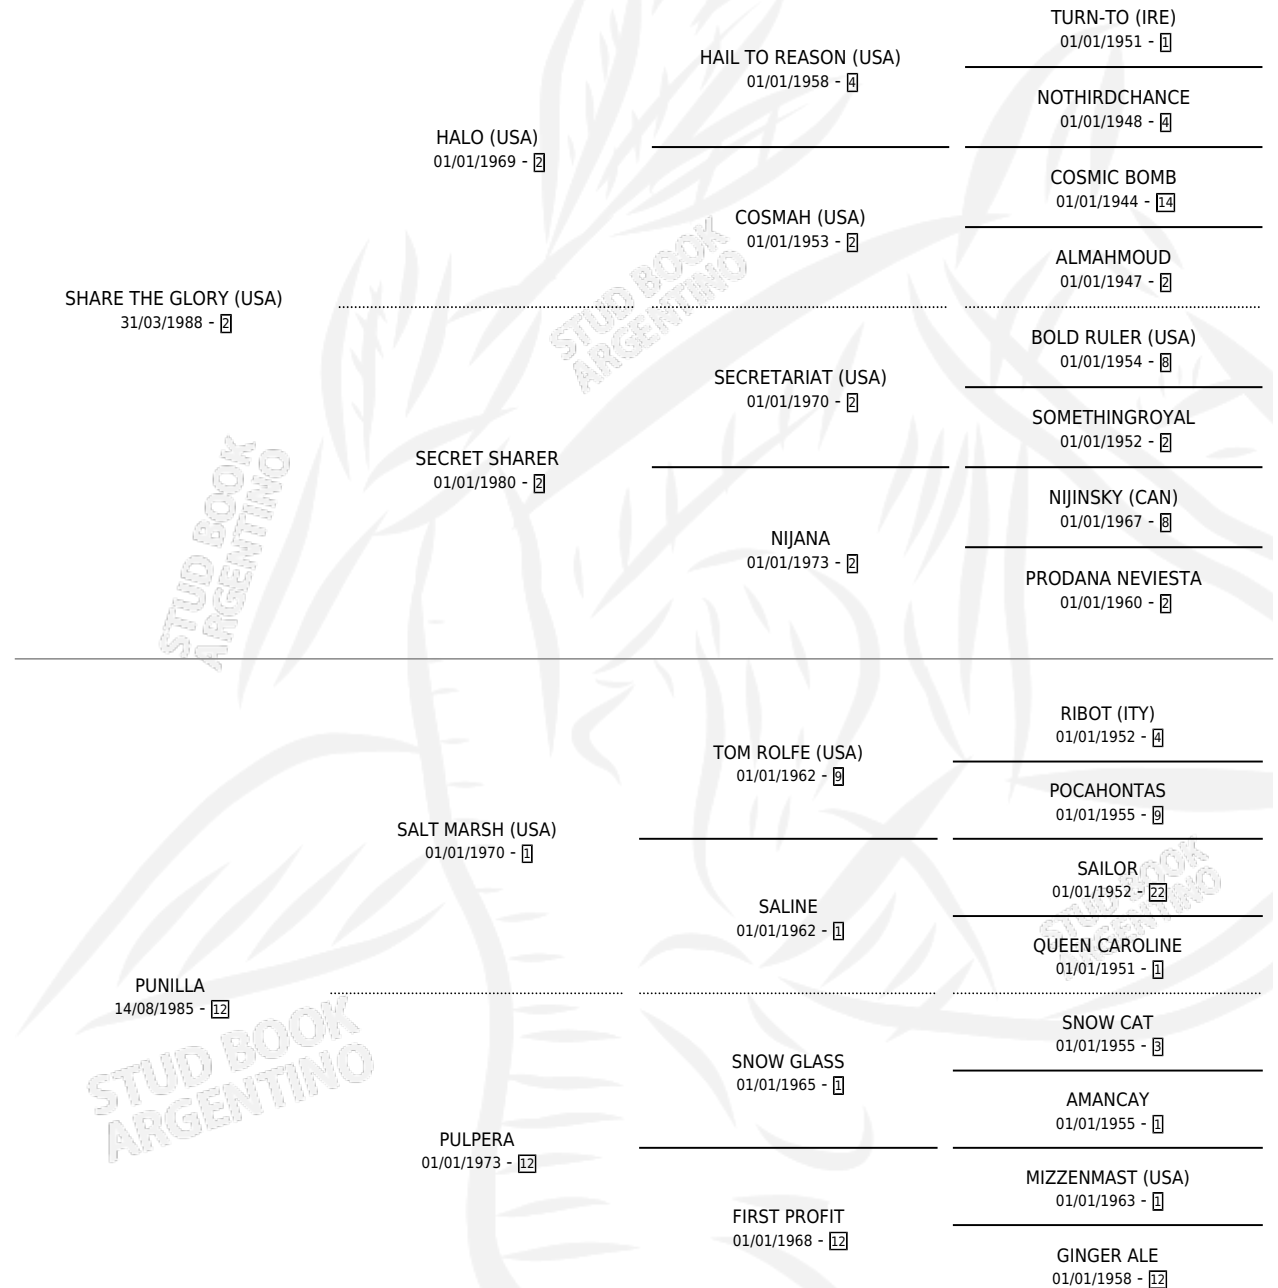 TURN-TO (IRE)
01/01/1951 - 1
HAIL TO REASON (USA)
01/01/1958 - 4
NOTHIRDCHANCE
01/01/1948 - 4
HALO (USA)
01/01/1969 - 2
COSMIC BOMB
01/01/1944 - 14
COSMAH (USA)
01/01/1953 - 2
ALMAHMOUD
01/01/1947 - 2
SHARE THE GLORY (USA)
31/03/1988 - 2
BOLD RULER (USA)
01/01/1954 - 8
SECRETARIAT (USA)
01/01/1970 - 2
SOMETHINGROYAL
01/01/1952 - 2
SECRET SHARER
01/01/1980 - 2
NIJINSKY (CAN)
01/01/1967 - 8
NIJANA
01/01/1973 - 2
PRODANA NEVIESTA
01/01/1960 - 2
RIBOT (ITY)
01/01/1952 - 4
TOM ROLFE (USA)
01/01/1962 - 9
POCAHONTAS
01/01/1955 - 9
SALT MARSH (USA)
01/01/1970 - 1
SAILOR
01/01/1952 - 22
SALINE
01/01/1962 - 1
QUEEN CAROLINE
01/01/1951 - 1
PUNILLA
14/08/1985 - 12
SNOW CAT
01/01/1955 - 3
SNOW GLASS
01/01/1965 - 1
AMANCAY
01/01/1955 - 1
PULPERA
01/01/1973 - 12
MIZZENMAST (USA)
01/01/1963 - 1
FIRST PROFIT
01/01/1968 - 12
GINGER ALE
01/01/1958 - 12
STUD BOOK
ARGENTINO
STUD BOOK
ARGENTINO
STUD BOOK
ARGENTINO
STUD BOOK
ARGENTINO